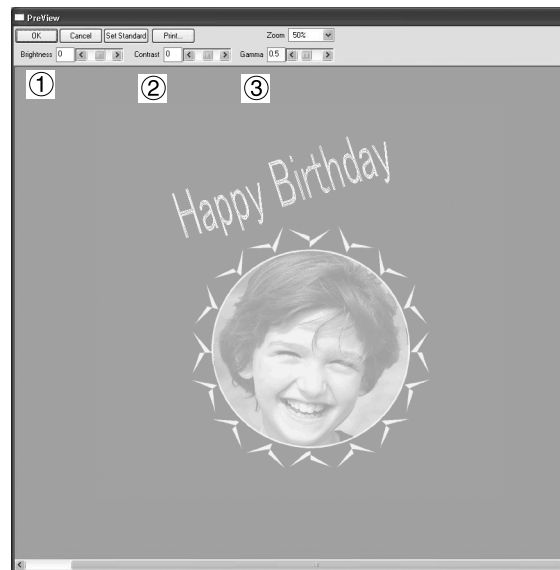 PreView
OK Cancel Set Standard Print... Zoom 50%
Brightness 0 Contrast 0 Gamma 0.5
① ② ③
Happy Birthday